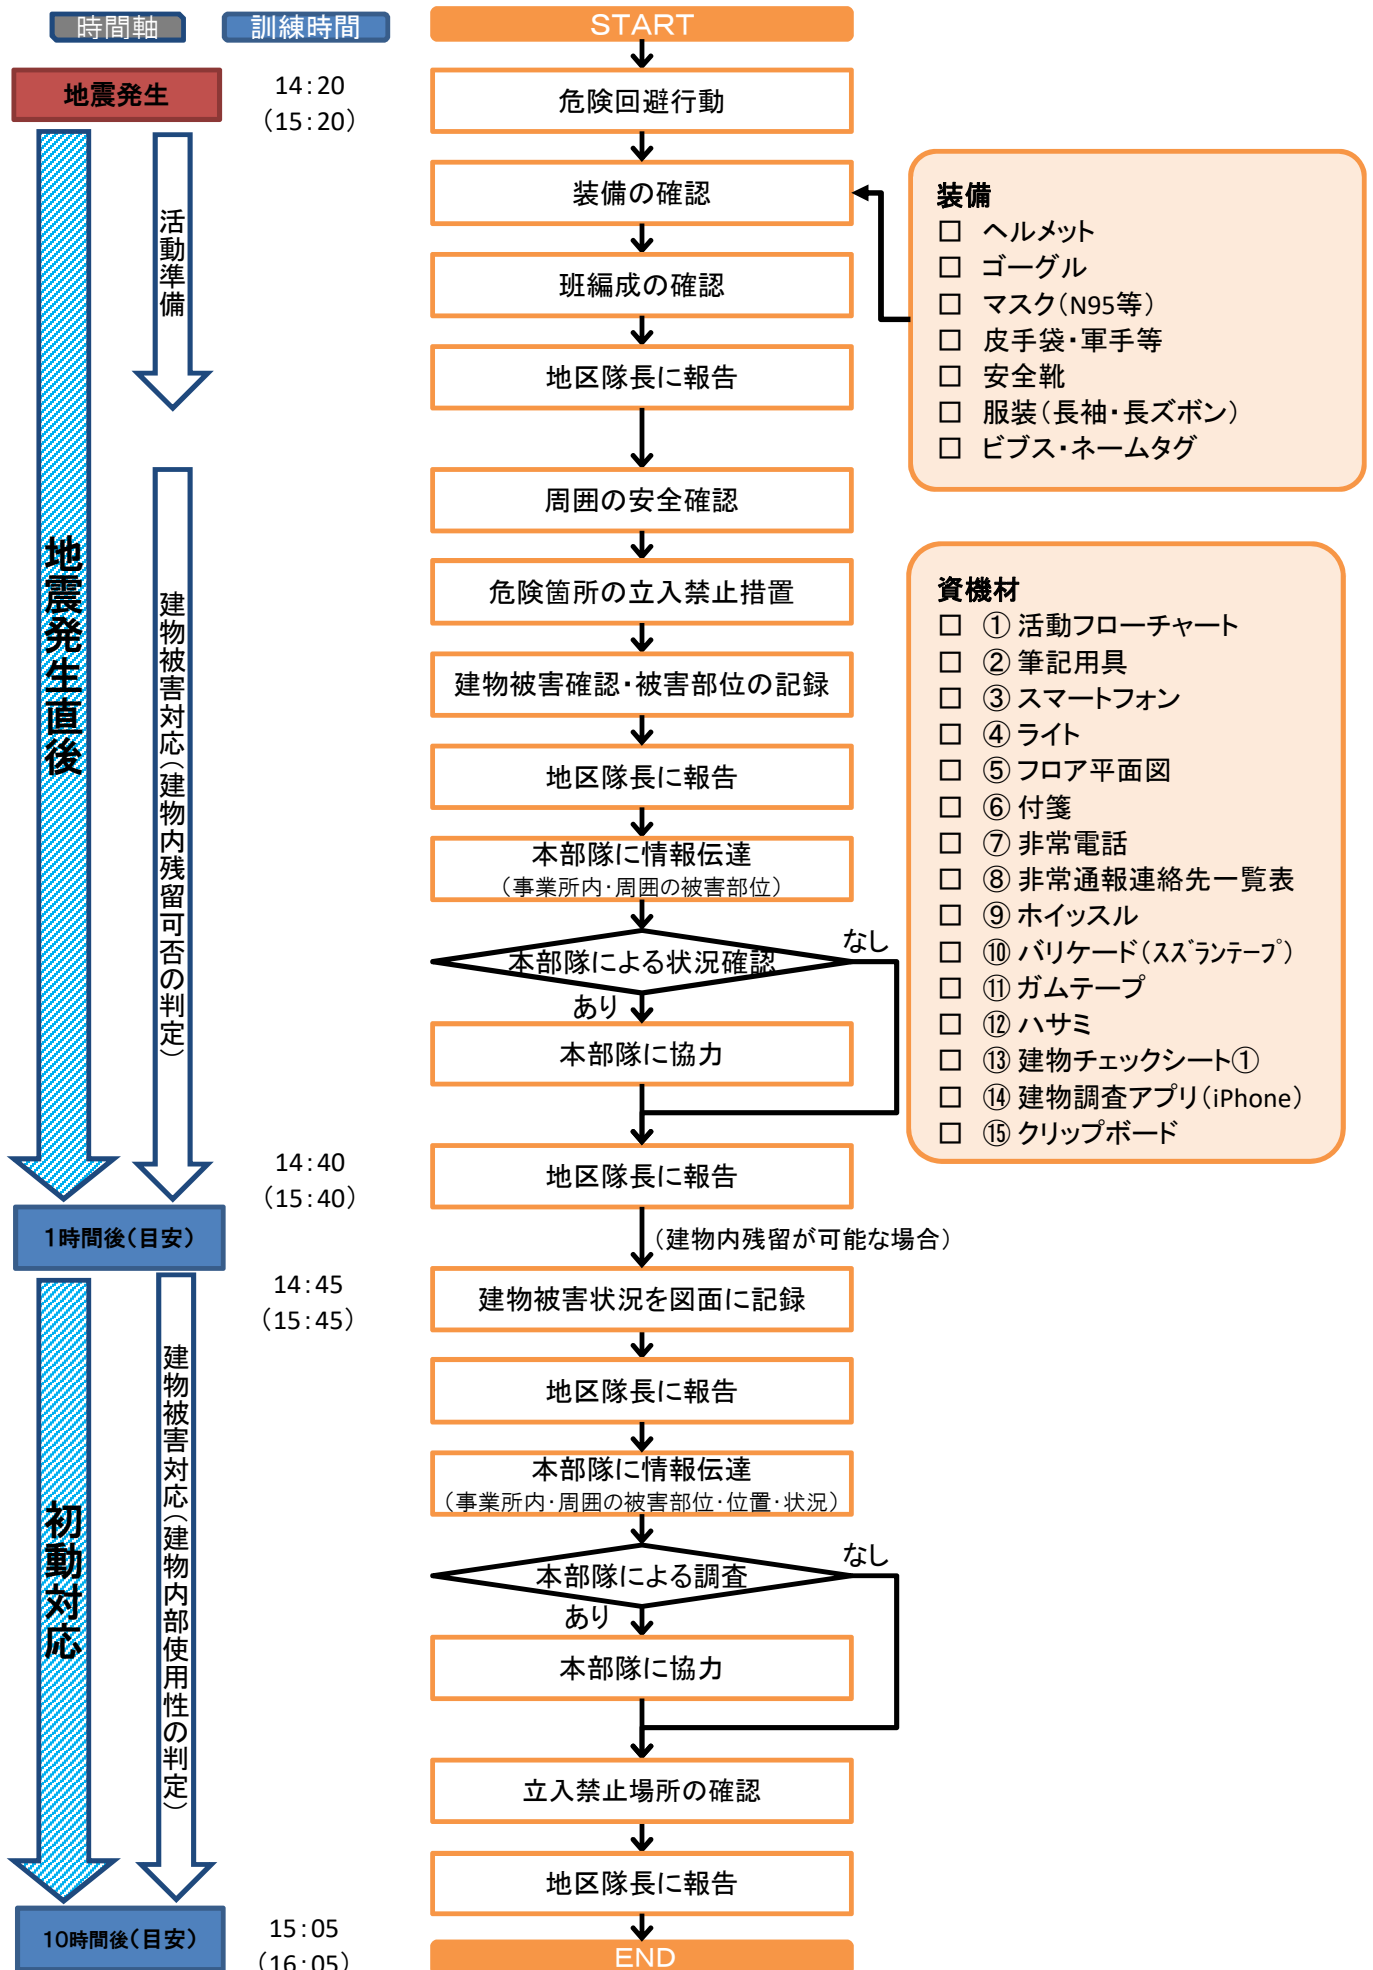 時間軸
訓練時間
START
地震発生
14：20
（15：20）
危険回避行動
装備の確認
班編成の確認
地区隊長に報告
活動準備
装備
□ ヘルメット
□ ゴーグル
□ マスク（N95等）
□ 皮手袋・軍手等
□ 安全靴
□ 服装（長袖・長ズボン）
□ ビブス・ネームタグ
地震発生直後
建物被害対応（建物内残留可否の判定）
周囲の安全確認
危険箇所の立入禁止措置
建物被害確認・被害部位の記録
地区隊長に報告
本部隊に情報伝達
（事業所内・周囲の被害部位）
本部隊による状況確認
なし
あり
本部隊に協力
資機材
□ ①活動フローチャート
□ ②筆記用具
□ ③スマートフォン
□ ④ライト
□ ⑤フロア平面図
□ ⑥付箋
□ ⑦非常電話
□ ⑧非常通報連絡先一覧表
□ ⑨ホイッスル
□ ⑩バリケード（ｽｽﾞﾗﾝﾃｰﾌﾟ）
□ ⑪ガムテープ
□ ⑫ハサミ
□ ⑬建物チェックシート①
□ ⑭建物調査アプリ（iPhone）
□ ⑮クリップボード
14：40
（15：40）
地区隊長に報告
1時間後（目安）
（建物内残留が可能な場合）
14：45
（15：45）
建物被害状況を図面に記録
地区隊長に報告
本部隊に情報伝達
（事業所内・周囲の被害部位・位置・状況）
初動対応
建物被害対応（建物内部使用性の判定）
本部隊による調査
なし
あり
本部隊に協力
立入禁止場所の確認
地区隊長に報告
10時間後（目安）
15：05
（16：05）
END